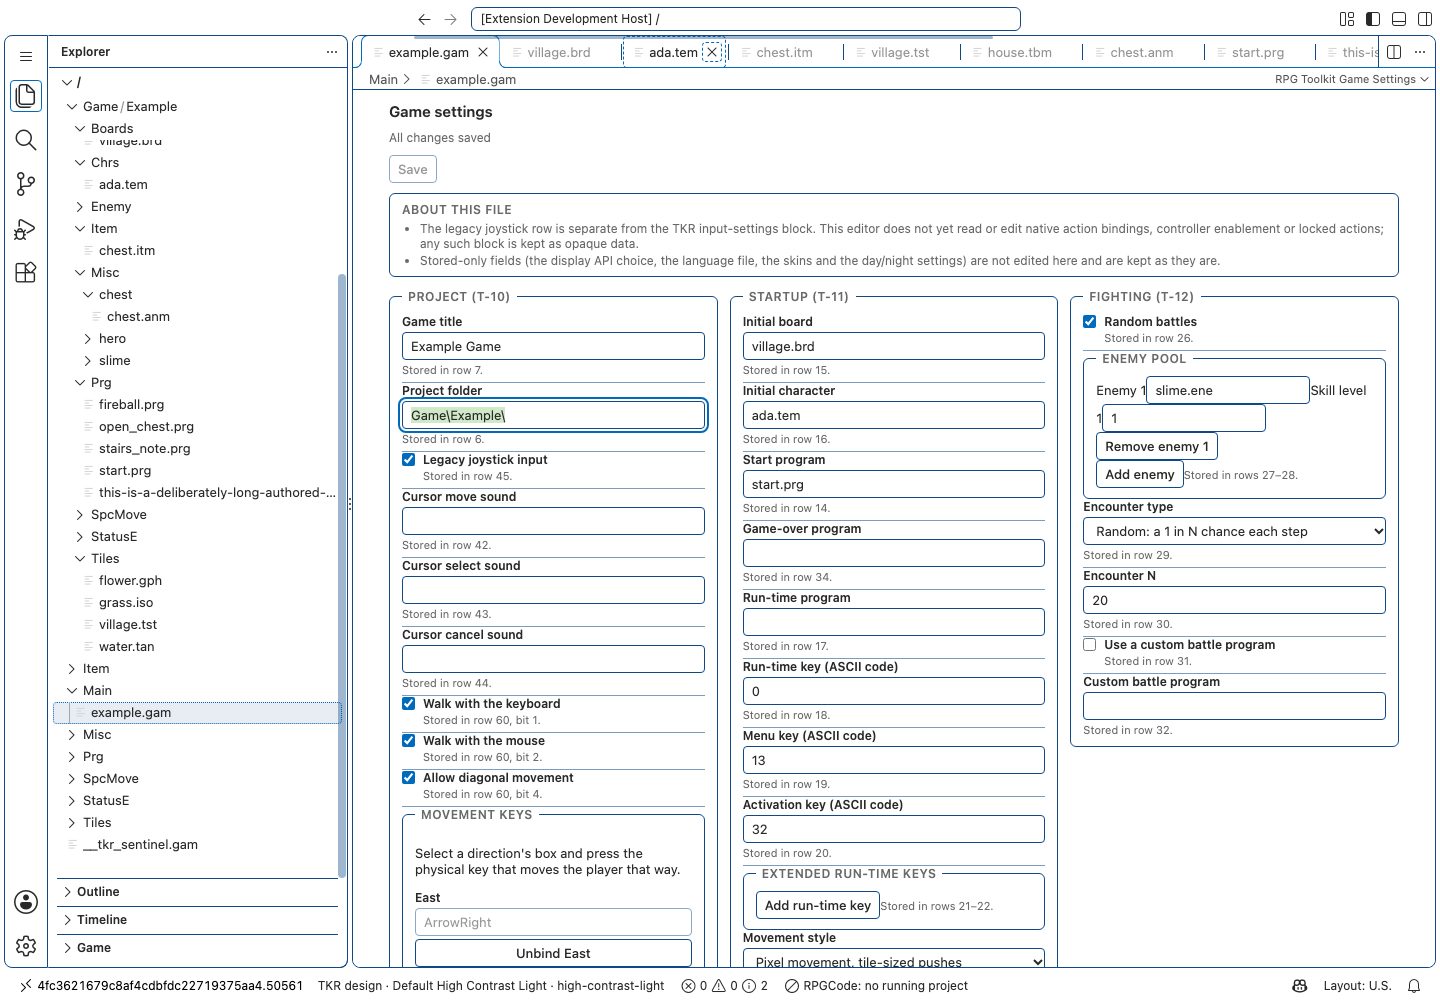 [Extension Development Host] /
Explorer
/
Game / Example
Boards
village.brd
Chrs
ada.tem
Enemy
Item
chest.itm
Misc
chest
chest.anm
hero
slime
Prg
fireball.prg
open_chest.prg
stairs_note.prg
start.prg
this-is-a-deliberately-long-authored-...
SpcMove
StatusE
Tiles
flower.gph
grass.iso
village.tst
water.tan
Item
Main
example.gam
Misc
Prg
SpcMove
StatusE
Tiles
__tkr_sentinel.gam
Outline
Timeline
Game
example.gam village.brd ada.tem chest.itm village.tst house.tbm chest.anm start.prg this-is
Main example.gam
RPG Toolkit Game Settings
Game settings
All changes saved
Save
ABOUT THIS FILE
• The legacy joystick row is separate from the TKR input-settings block. This editor does not yet read or edit native action bindings, controller enablement or locked actions;
any such block is kept as opaque data.
• Stored-only fields (the display API choice, the language file, the skins and the day/night settings) are not edited here and are kept as they are.
PROJECT (T-10)
Game title
Example Game
Stored in row 7.
Project folder
Game\Example\
Stored in row 6.
Legacy joystick input
Stored in row 45.
Cursor move sound
Stored in row 42.
Cursor select sound
Stored in row 43.
Cursor cancel sound
Stored in row 44.
Walk with the keyboard
Stored in row 60, bit 1.
Walk with the mouse
Stored in row 60, bit 2.
Allow diagonal movement
Stored in row 60, bit 4.
MOVEMENT KEYS
Select a direction's box and press the
physical key that moves the player that way.
East
ArrowRight
Unbind East
STARTUP (T-11)
Initial board
village.brd
Stored in row 15.
Initial character
ada.tem
Stored in row 16.
Start program
start.prg
Stored in row 14.
Game-over program
Stored in row 34.
Run-time program
Stored in row 17.
Run-time key (ASCII code)
0
Stored in row 18.
Menu key (ASCII code)
13
Stored in row 19.
Activation key (ASCII code)
32
Stored in row 20.
EXTENDED RUN-TIME KEYS
Add run-time key Stored in rows 21–22.
Movement style
Pixel movement, tile-sized pushes
FIGHTING (T-12)
Random battles
Stored in row 26.
ENEMY POOL
Enemy 1 slime.ene Skill level
1 1
Remove enemy 1
Add enemy Stored in rows 27–28.
Encounter type
Random: a 1 in N chance each step
Stored in row 29.
Encounter N
20
Stored in row 30.
Use a custom battle program
Stored in row 31.
Custom battle program
Stored in row 32.
4fc3621679c8af4cdbfdc22719375aa4.50561 TKR design · Default High Contrast Light · high-contrast-light 0 0 2 RPGCode: no running project Layout: U.S.